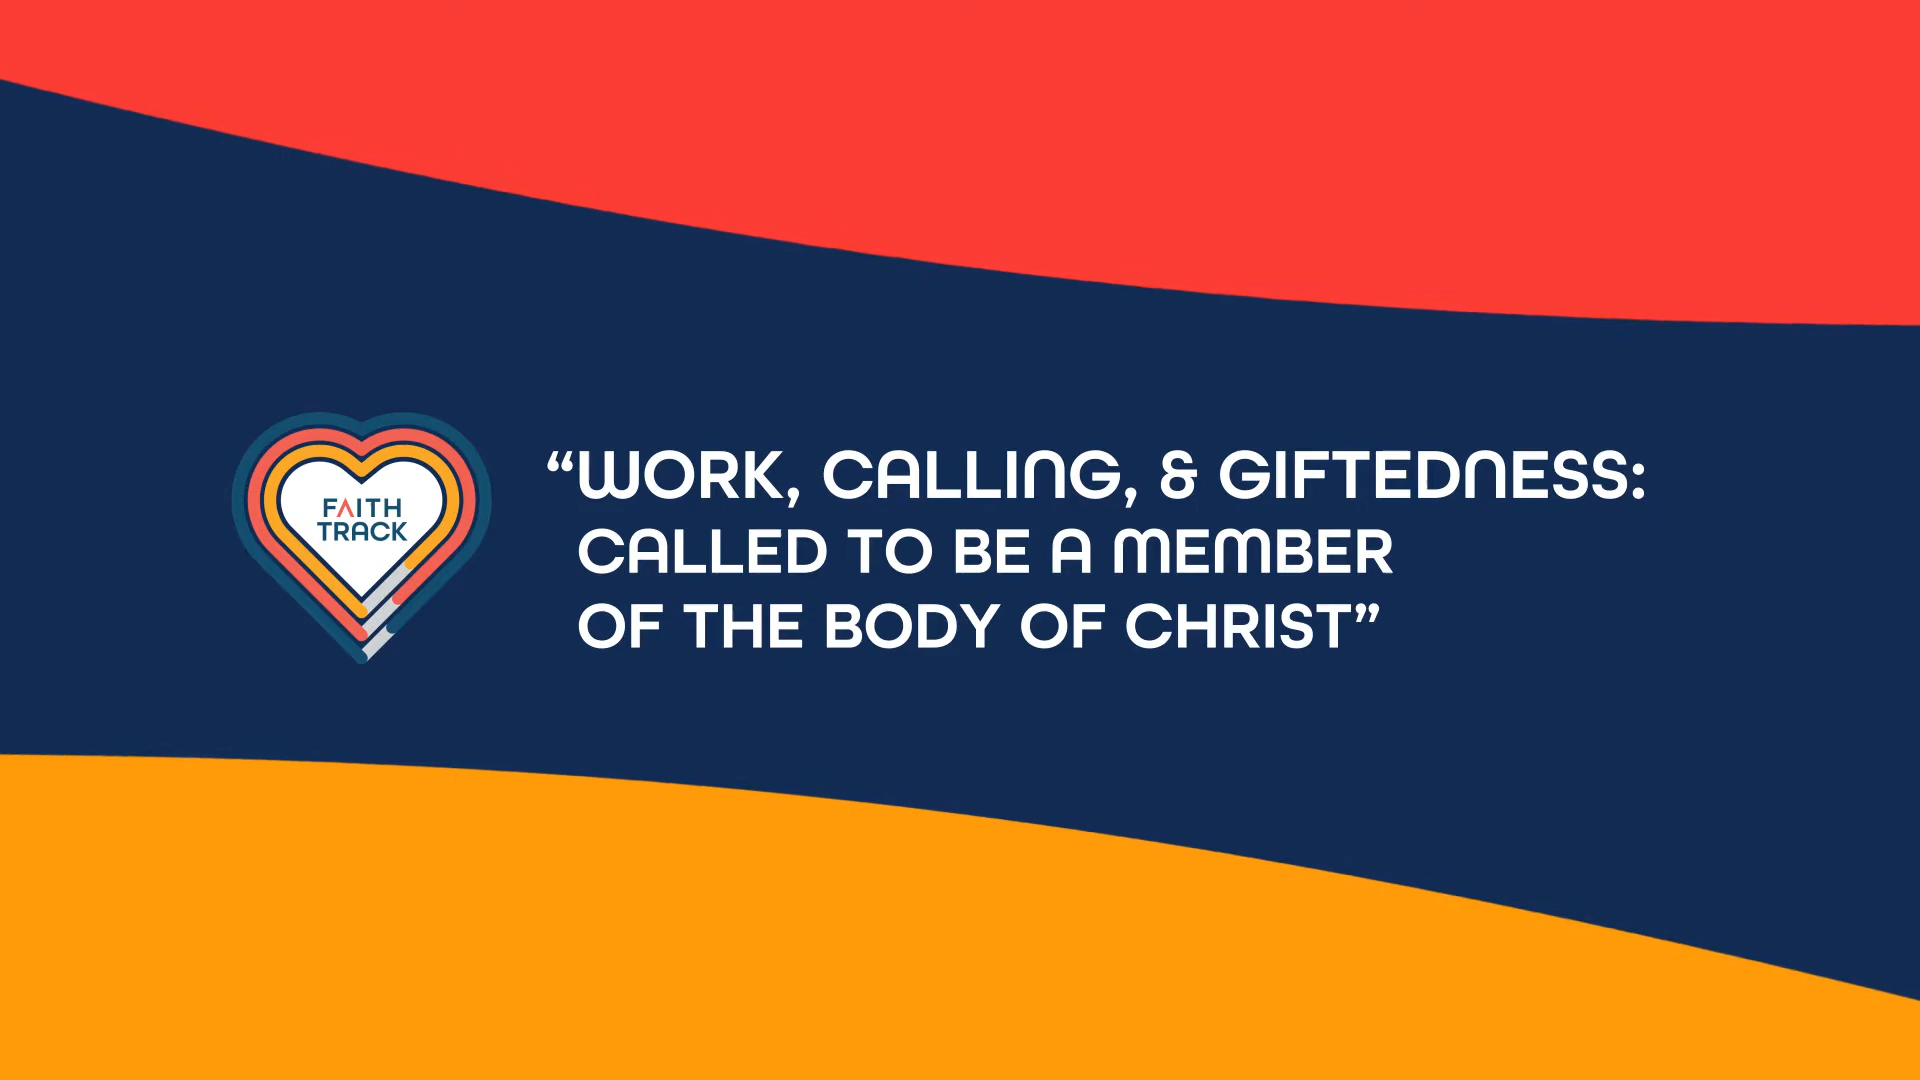 FAITH
TRACK
“WORK, CALLING, & GIFTEDNESS:
CALLED TO BE A MEMBER
OF THE BODY OF CHRIST”